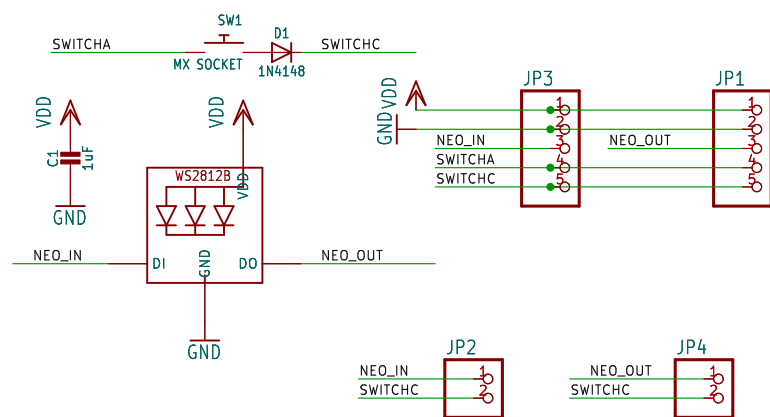 SW1
SWITCHA
D1
SWITCHC
MX SOCKET
1N4148
VDD
C1
1uF
GND
VDD
WS2812B
VDD
NEO_IN
DI
GND
DO
NEO_OUT
GND
JP3
JP1
VDD
GND
1
2
NEO_IN
3
SWITCHA
4
SWITCHC
5
1
2
NEO_OUT
3
4
5
JP2
NEO_IN
1
SWITCHC
2
JP4
NEO_OUT
1
SWITCHC
2